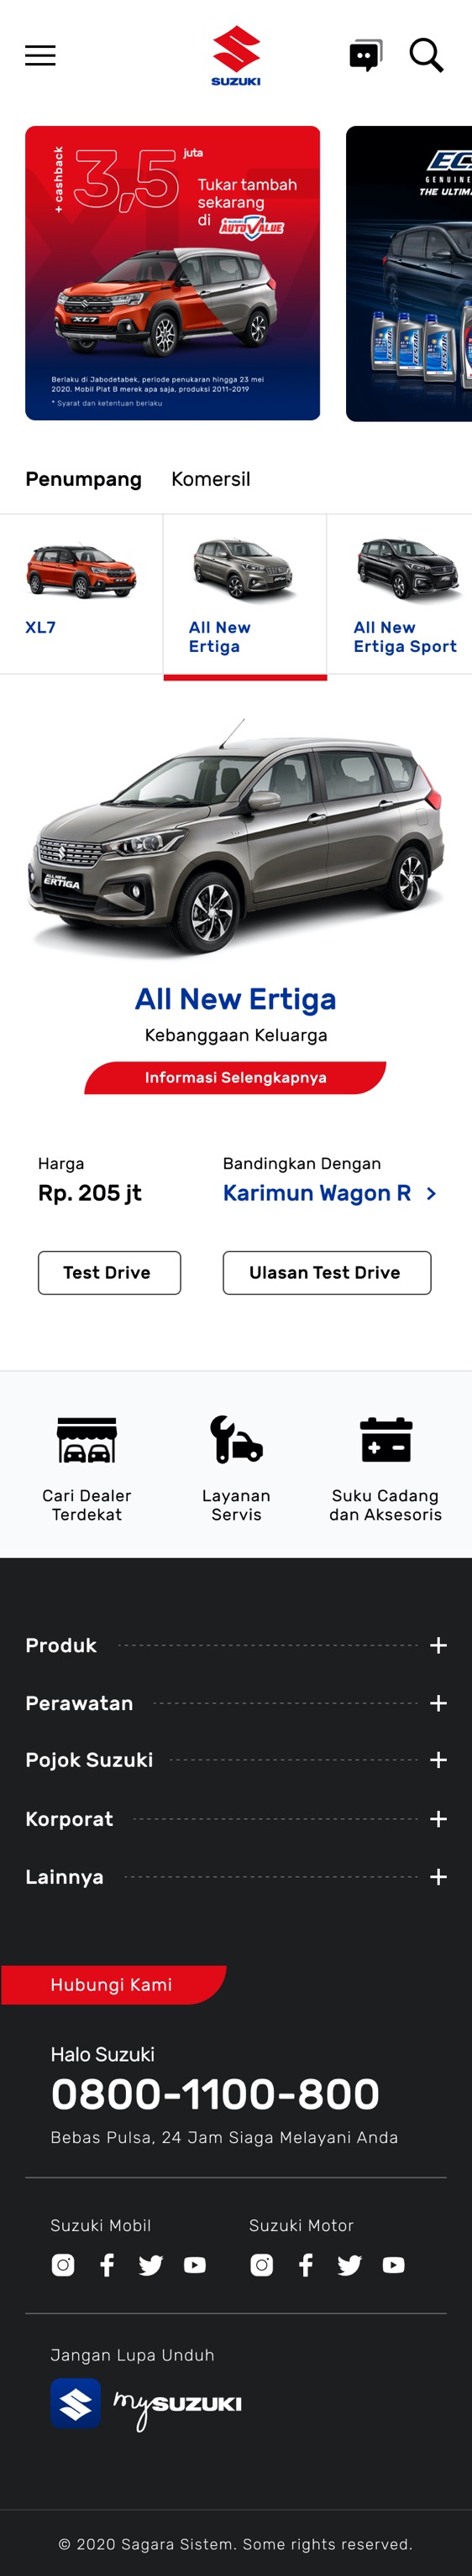 SUZUKI
+ cashback
3,5 juta
Tukar tambah
sekarang
di AUTO VALUE
XL7
Berlaku di Jabodetabek, periode penukaran hingga 23 mei
2020. Mobil Plat B merek apa saja, produksi 2011-2019
* Syarat dan ketentuan berlaku
GENUINE
THE ULTIM
Penumpang
Komersil
XL7
All New
Ertiga
All New
Ertiga Sport
ALL NEW
ERTIGA
All New Ertiga
Kebanggaan Keluarga
Informasi Selengkapnya
Harga
Rp. 205 jt
Bandingkan Dengan
Karimun Wagon R >
Test Drive
Ulasan Test Drive
Cari Dealer
Terdekat
Layanan
Servis
Suku Cadang
dan Aksesoris
Produk
Perawatan
Pojok Suzuki
Korporat
Lainnya
Hubungi Kami
Halo Suzuki
0800-1100-800
Bebas Pulsa, 24 Jam Siaga Melayani Anda
Suzuki Mobil
Suzuki Motor
Jangan Lupa Unduh
mySUZUKI
© 2020 Sagara Sistem. Some rights reserved.